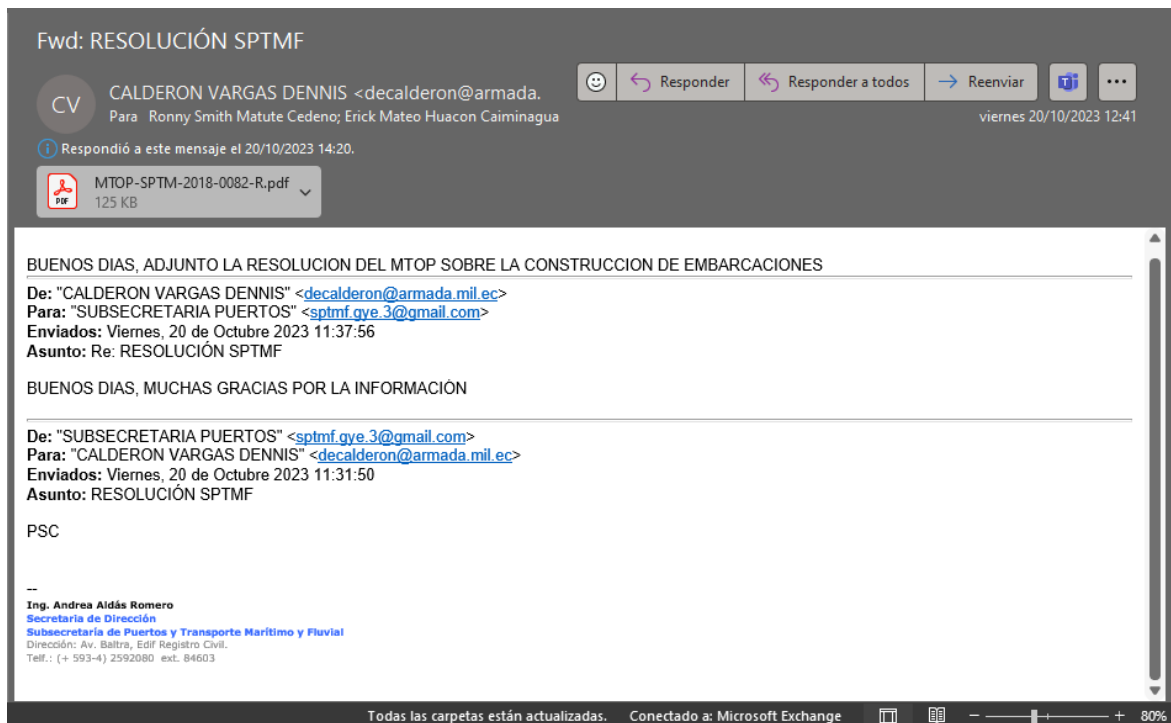 Fwd: RESOLUCIÓN SPTMF
CV
CALDERON VARGAS DENNIS <decalderon@armada.
Responder
Responder a todos
Reenviar
Para Ronny Smith Matute Cedeno; Erick Mateo Huacon Caiminagua
viernes 20/10/2023 12:41
Respondió a este mensaje el 20/10/2023 14:20.
PDF
MTOP-SPTM-2018-0082-R.pdf
125 KB
BUENOS DIAS, ADJUNTO LA RESOLUCION DEL MTOP SOBRE LA CONSTRUCCION DE EMBARCACIONES
De: "CALDERON VARGAS DENNIS" <decalderon@armada.mil.ec>
Para: "SUBSECRETARIA PUERTOS" <sptmf.gye.3@gmail.com>
Enviados: Viernes, 20 de Octubre 2023 11:37:56
Asunto: Re: RESOLUCIÓN SPTMF
BUENOS DIAS, MUCHAS GRACIAS POR LA INFORMACIÓN
De: "SUBSECRETARIA PUERTOS" <sptmf.gye.3@gmail.com>
Para: "CALDERON VARGAS DENNIS" <decalderon@armada.mil.ec>
Enviados: Viernes, 20 de Octubre 2023 11:31:50
Asunto: RESOLUCIÓN SPTMF
PSC
--
Ing. Andrea Aldás Romero
Secretaria de Dirección
Subsecretaría de Puertos y Transporte Marítimo y Fluvial
Dirección: Av. Baltra, Edif Registro Civil.
Telf.: (+ 593-4) 2592080 ext. 84603
Todas las carpetas están actualizadas. Conectado a: Microsoft Exchange
80%